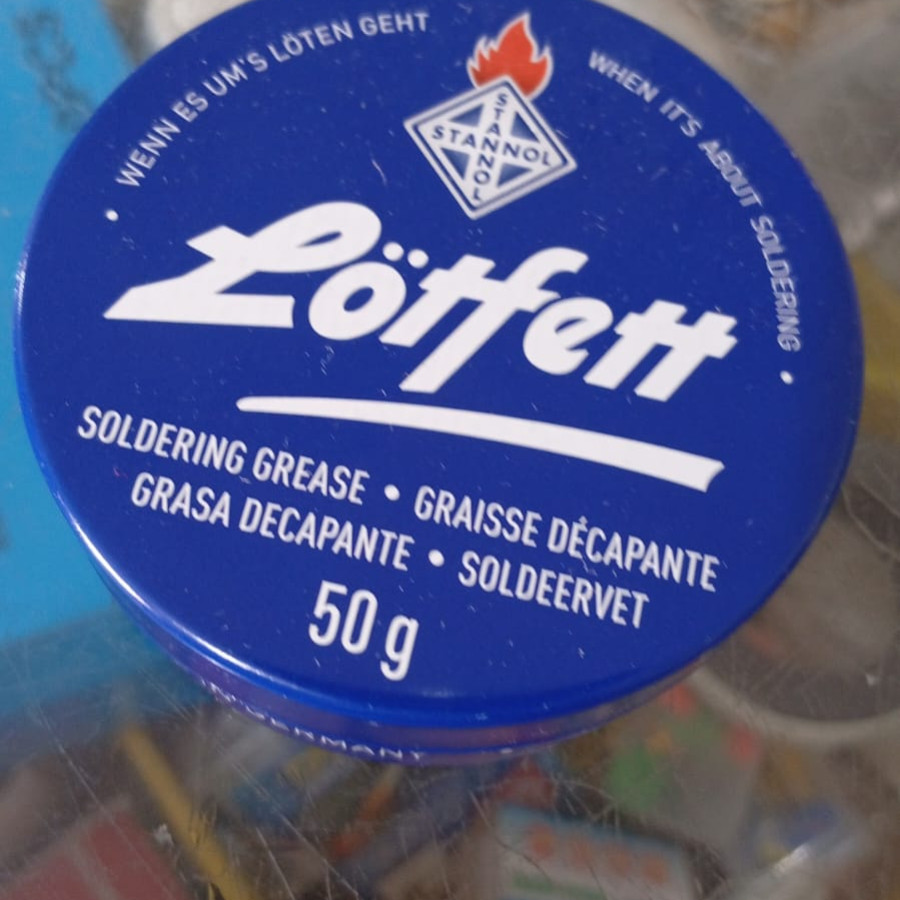 WENN ES UM'S LÖTEN GEHT
WHEN IT'S ABOUT SOLDERING
STANNOL
STANNOL
Lötfett
SOLDERING GREASE • GRAISSE DÉCAPANTE
GRASA DECAPANTE • SOLDEERVET
50 g
GERMANY